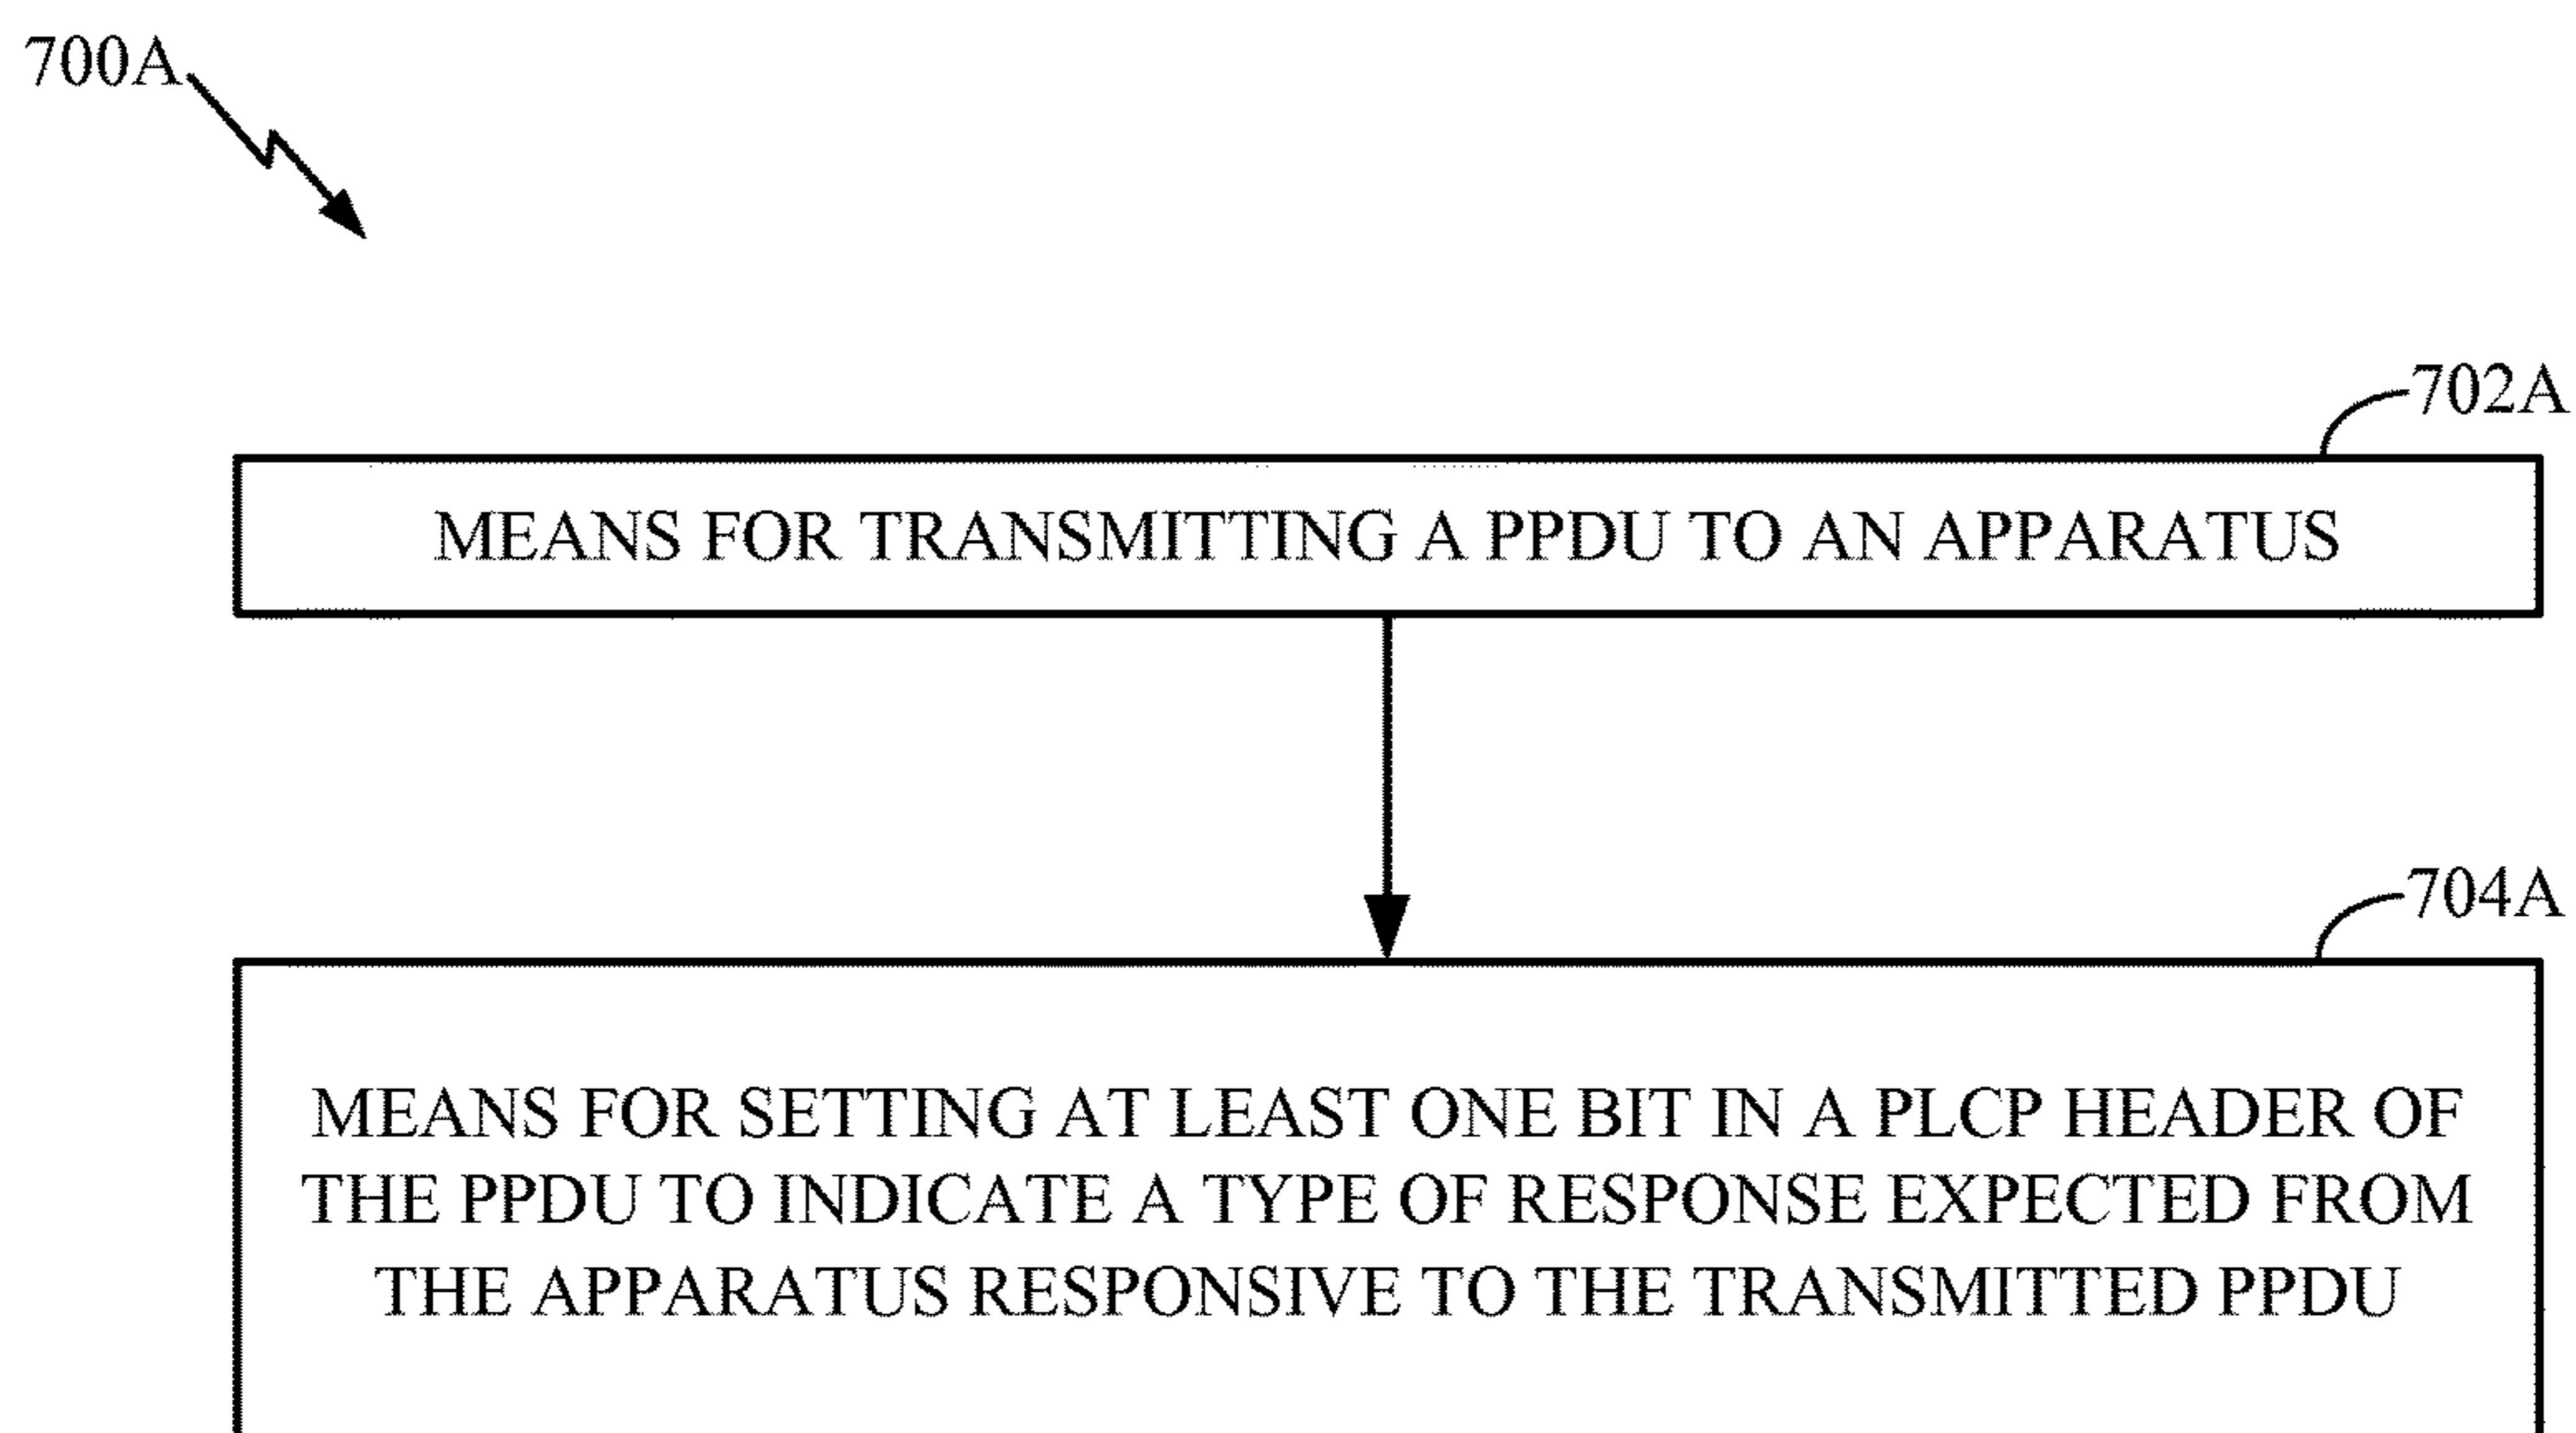 700A
702A
MEANS FOR TRANSMITTING A PPDU TO AN APPARATUS
704A
MEANS FOR SETTING AT LEAST ONE BIT IN A PLCP HEADER OF
THE PPDU TO INDICATE A TYPE OF RESPONSE EXPECTED FROM
THE APPARATUS RESPONSIVE TO THE TRANSMITTED PPDU